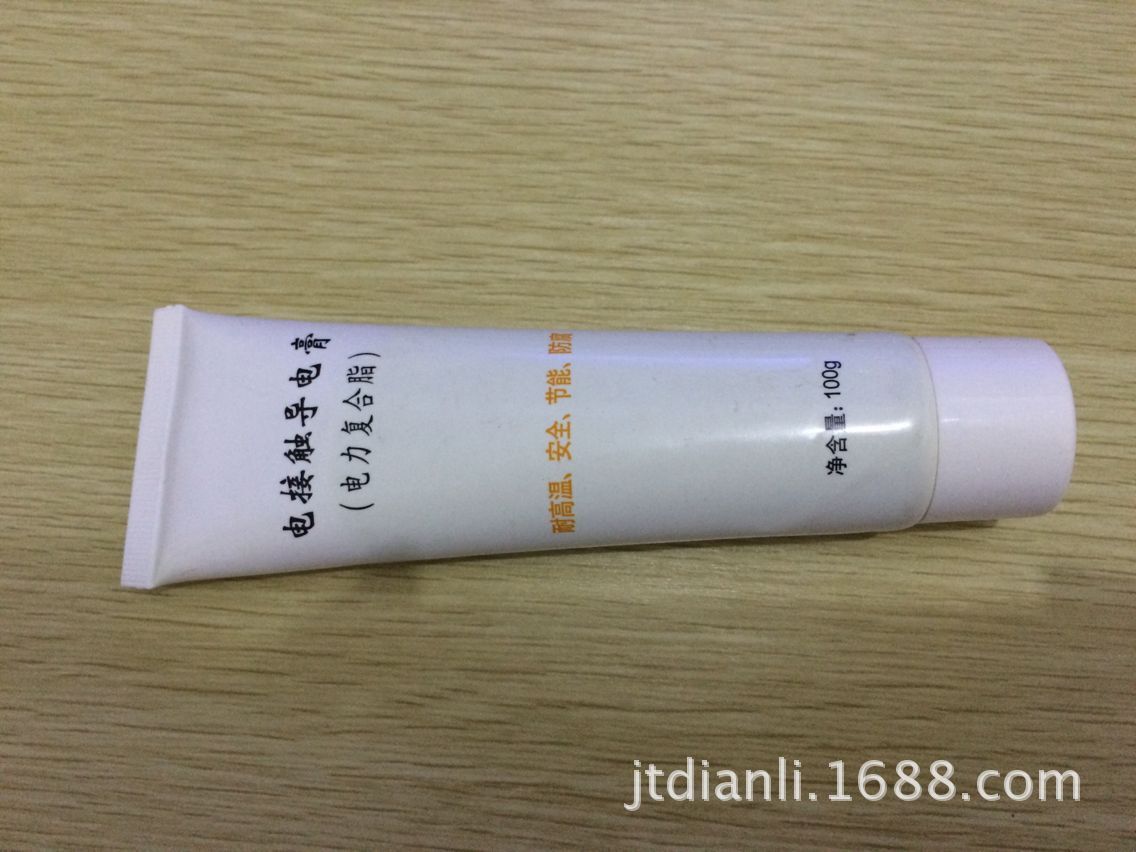 电接触导电膏
（电力复合脂）
耐高温、安全、节能、防腐
净含量：100g
jtdianli.1688.com